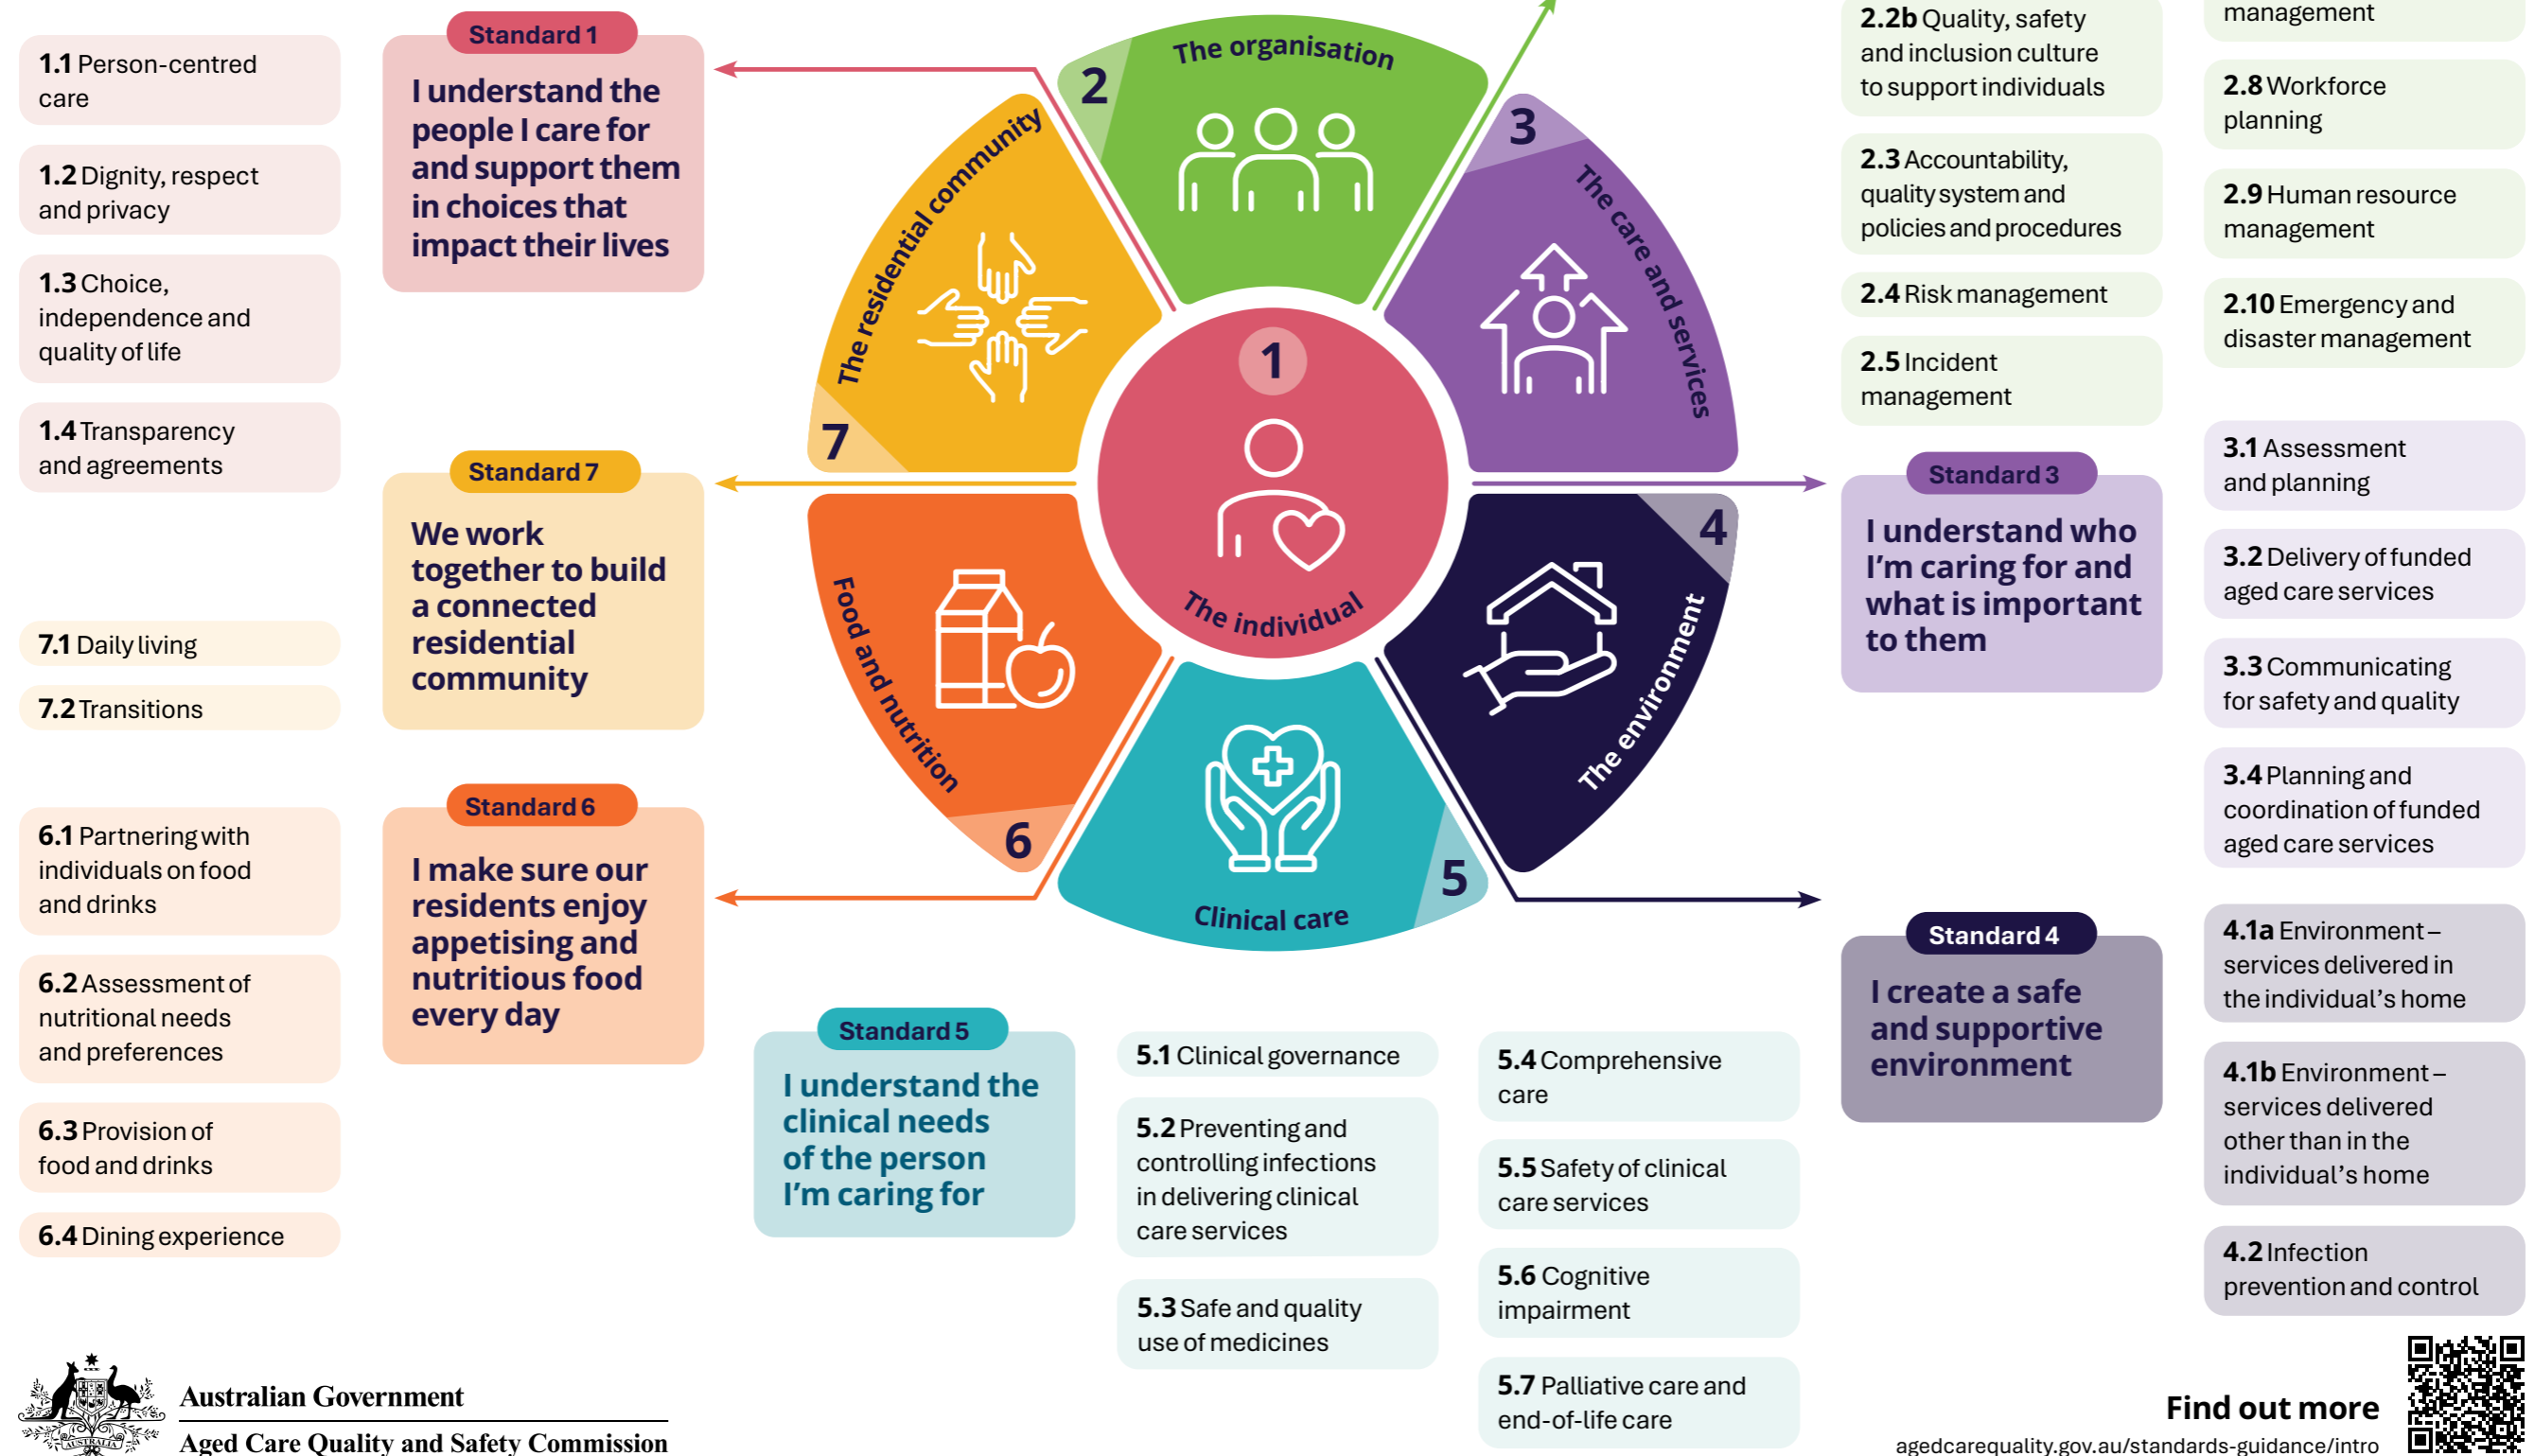 Standard 1
I understand the
people I care for
and support them
in choices that
impact their lives
1.1 Person-centred
care
1.2 Dignity, respect
and privacy
1.3 Choice,
independence and
quality of life
1.4 Transparency
and agreements
Standard 7
We work
together to build
a connected
residential
community
7.1 Daily living
7.2 Transitions
Standard 6
I make sure our
residents enjoy
appetising and
nutritious food
every day
6.1 Partnering with
individuals on food
and drinks
6.2 Assessment of
nutritional needs
and preferences
6.3 Provision of
food and drinks
6.4 Dining experience
2
The organisation
3
The care and services
4
The environment
5
Clinical care
6
Food and nutrition
7
The residential community
1
The individual
2.2b Quality, safety
and inclusion culture
to support individuals
2.3 Accountability,
quality system and
policies and procedures
2.4 Risk management
2.5 Incident
management
management
2.8 Workforce
planning
2.9 Human resource
management
2.10 Emergency and
disaster management
Standard 3
I understand who
I'm caring for and
what is important
to them
3.1 Assessment
and planning
3.2 Delivery of funded
aged care services
3.3 Communicating
for safety and quality
3.4 Planning and
coordination of funded
aged care services
Standard 4
I create a safe
and supportive
environment
4.1a Environment –
services delivered in
the individual's home
4.1b Environment –
services delivered
other than in the
individual's home
4.2 Infection
prevention and control
Standard 5
I understand the
clinical needs
of the person
I'm caring for
5.1 Clinical governance
5.2 Preventing and
controlling infections
in delivering clinical
care services
5.3 Safe and quality
use of medicines
5.4 Comprehensive
care
5.5 Safety of clinical
care services
5.6 Cognitive
impairment
5.7 Palliative care and
end-of-life care
AUSTRALIA
Australian Government
Aged Care Quality and Safety Commission
Find out more
agedcarequality.gov.au/standards-guidance/intro